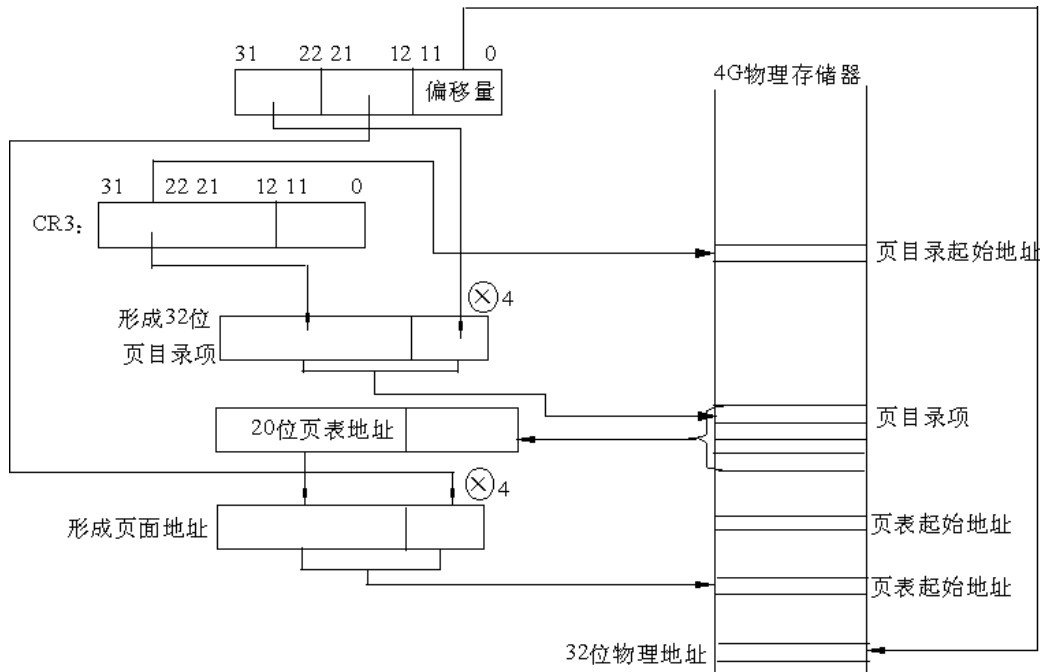 31 22 21 12 11 0
偏移量
4G物理存储器
31 22 21 12 11 0
CR3:
页目录起始地址
4
形成32位
页目录项
20位页表地址
页目录项
4
形成页面地址
页表起始地址
页表起始地址
32位物理地址